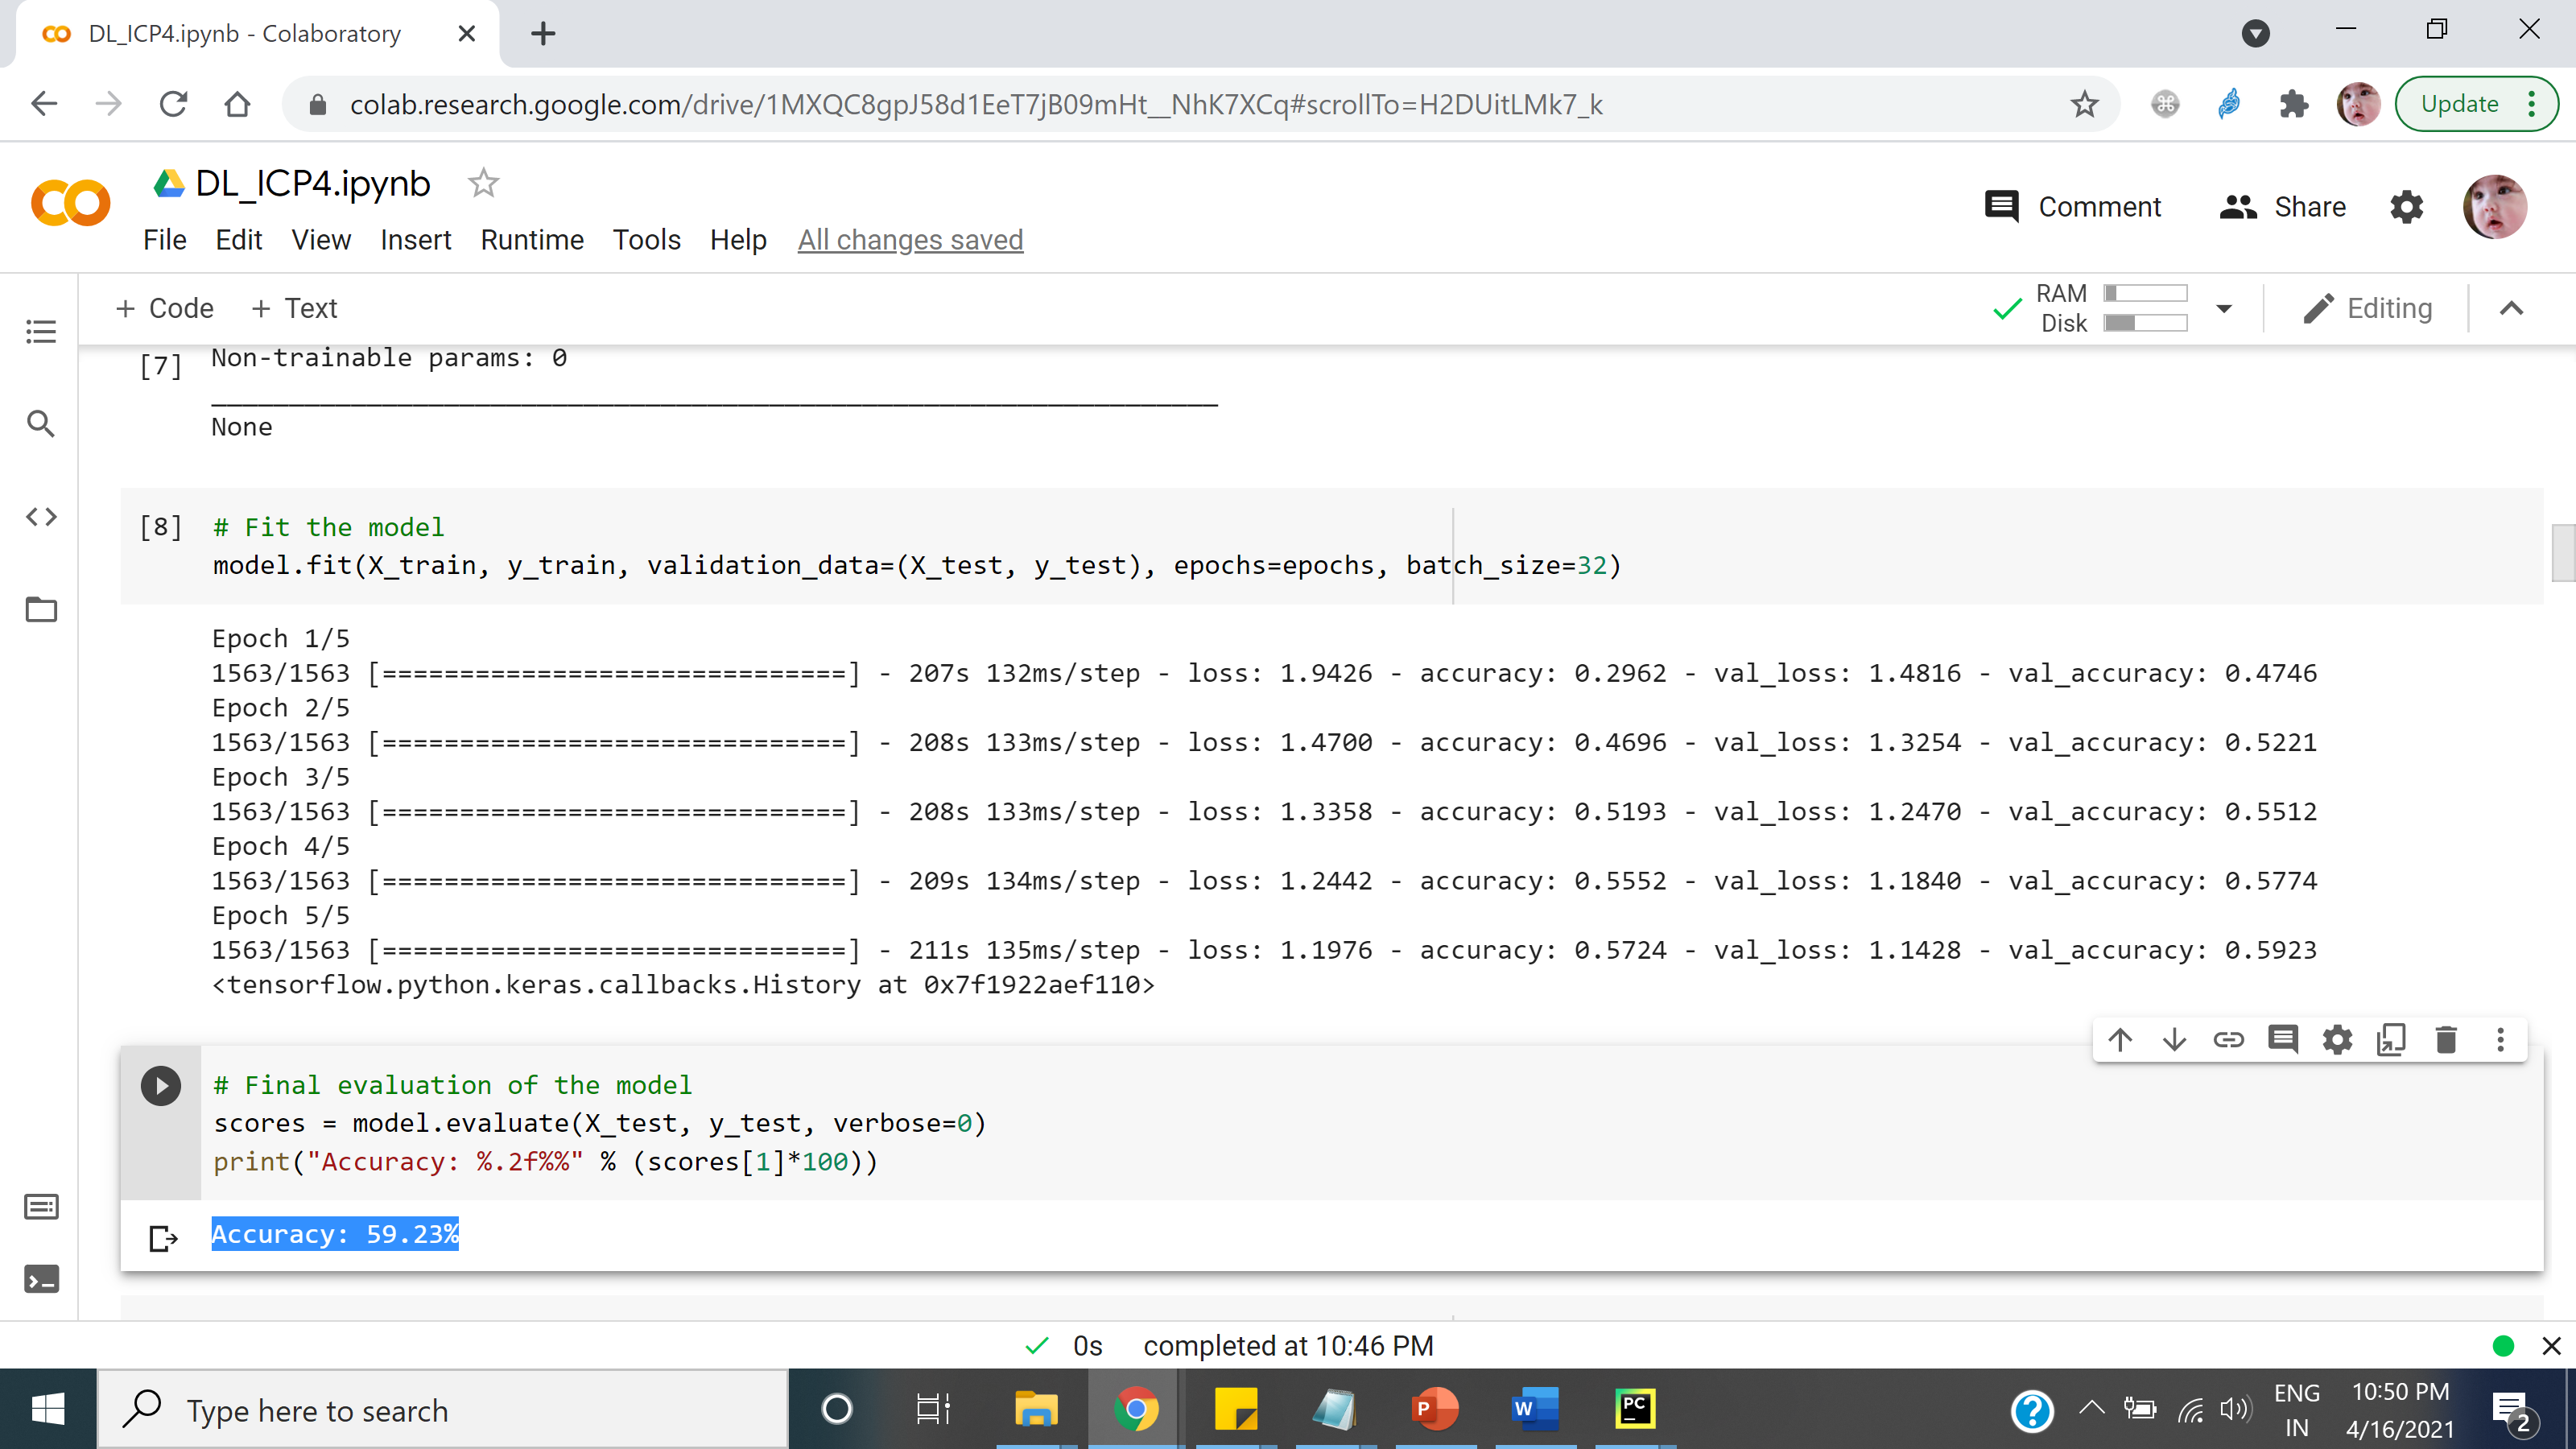 DL_ICP4.ipynb - Colaboratory
colab.research.google.com/drive/1MXQC8gpJ58d1EeT7jB09mHt__NhK7XCq#scrollTo=H2DUitLMk7_k
Update
DL_ICP4.ipynb
Comment
Share
File Edit View Insert Runtime Tools Help All changes saved
+ Code + Text
RAM
Disk
Editing
[7] Non-trainable params: 0
_________________________________________________________________
None
[8] # Fit the model
model.fit(X_train, y_train, validation_data=(X_test, y_test), epochs=epochs, batch_size=32)
Epoch 1/5
1563/1563 [==============================] - 207s 132ms/step - loss: 1.9426 - accuracy: 0.2962 - val_loss: 1.4816 - val_accuracy: 0.4746
Epoch 2/5
1563/1563 [==============================] - 208s 133ms/step - loss: 1.4700 - accuracy: 0.4696 - val_loss: 1.3254 - val_accuracy: 0.5221
Epoch 3/5
1563/1563 [==============================] - 208s 133ms/step - loss: 1.3358 - accuracy: 0.5193 - val_loss: 1.2470 - val_accuracy: 0.5512
Epoch 4/5
1563/1563 [==============================] - 209s 134ms/step - loss: 1.2442 - accuracy: 0.5552 - val_loss: 1.1840 - val_accuracy: 0.5774
Epoch 5/5
1563/1563 [==============================] - 211s 135ms/step - loss: 1.1976 - accuracy: 0.5724 - val_loss: 1.1428 - val_accuracy: 0.5923
<tensorflow.python.keras.callbacks.History at 0x7f1922aef110>
# Final evaluation of the model
scores = model.evaluate(X_test, y_test, verbose=0)
print("Accuracy: %.2f%%" % (scores[1]*100))
Accuracy: 59.23%
0s completed at 10:46 PM
Type here to search
P
W
PC
ENG
IN
10:50 PM
4/16/2021
2